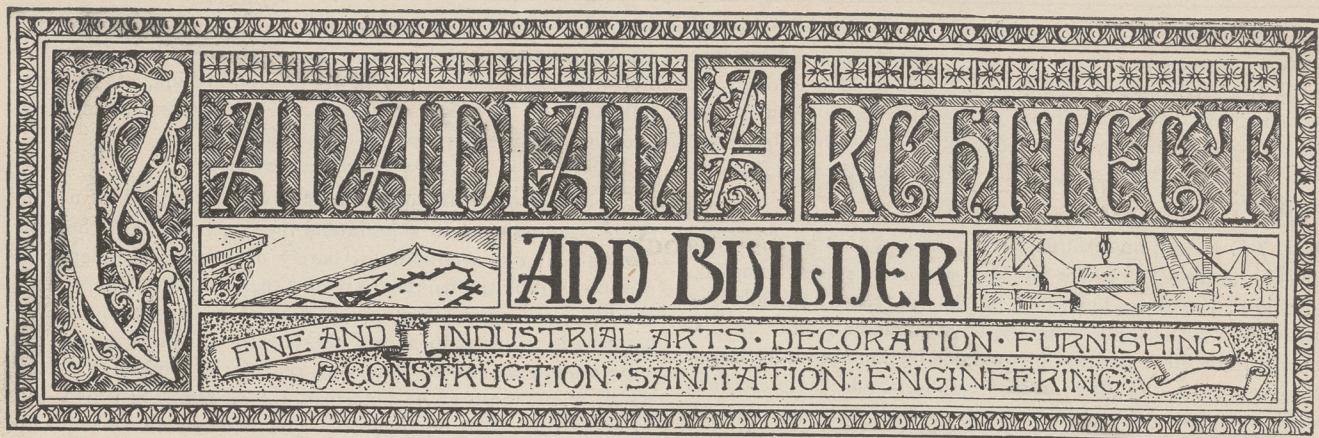 CANADIAN ARCHITECT
AND BUILDER
FINE AND INDUSTRIAL ARTS · DECORATION · FURNISHING
CONSTRUCTION · SANITATION ENGINEERING ·